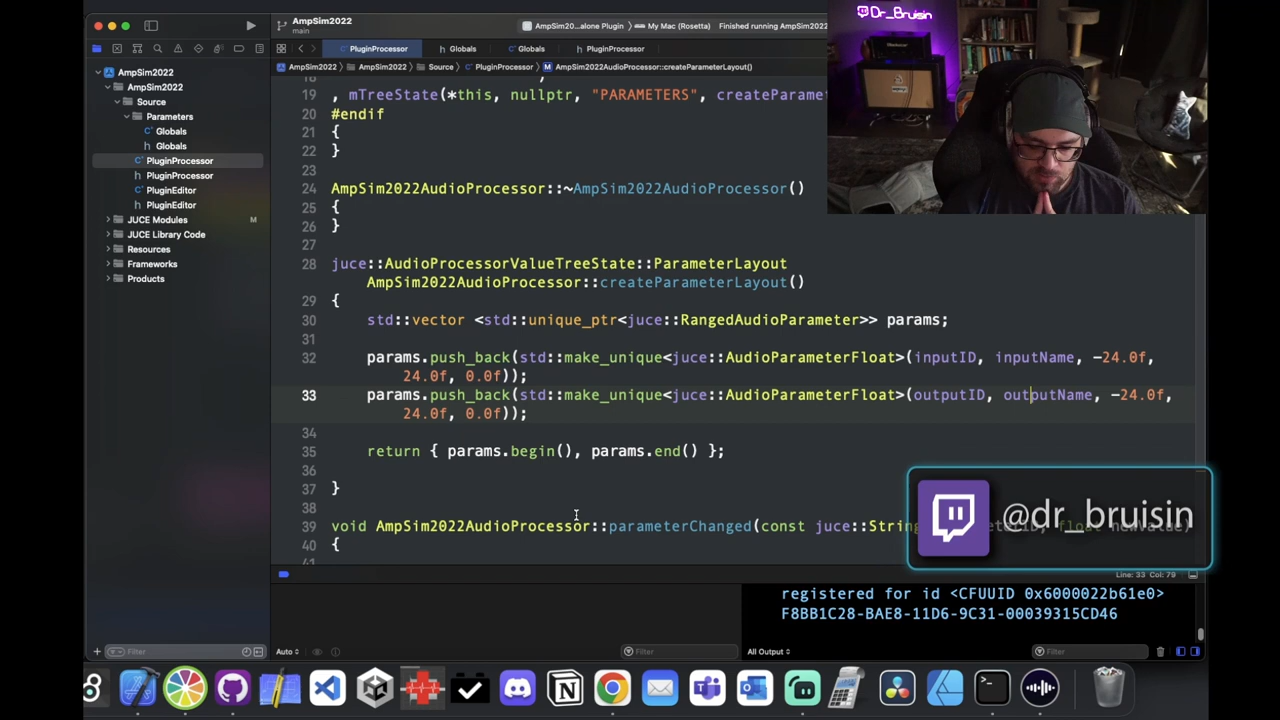 AmpSim2022
main
AmpSim20...alone Plugin
My Mac (Rosetta)
Finished running AmpSim2022
@Dr_Bruisin
PluginProcessor
Globals
Globals
PluginProcessor
AmpSim2022
AmpSim2022
Source
PluginProcessor
M
AmpSim2022AudioProcessor::createParameterLayout()
AmpSim2022
AmpSim2022
Source
Parameters
Globals
Globals
PluginProcessor
PluginProcessor
PluginEditor
PluginEditor
JUCE Modules
M
JUCE Library Code
Resources
Frameworks
Products
18
19 , mTreeState(*this, nullptr, "PARAMETERS", createParame
20 #endif
21 {
22 }
23
24 AmpSim2022AudioProcessor::~AmpSim2022AudioProcessor()
25 {
26 }
27
28 juce::AudioProcessorValueTreeState::ParameterLayout
AmpSim2022AudioProcessor::createParameterLayout()
29 {
30 std::vector <std::unique_ptr<juce::RangedAudioParameter>> params;
31
32 params.push_back(std::make_unique<juce::AudioParameterFloat>(inputID, inputName, -24.0f,
24.0f, 0.0f));
33 params.push_back(std::make_unique<juce::AudioParameterFloat>(outputID, outputName, -24.0f,
24.0f, 0.0f));
34
35 return { params.begin(), params.end() };
36
37 }
38
39 void AmpSim2022AudioProcessor::parameterChanged(const juce::String
40 {
41
@dr_bruisin
Line: 33 Col: 79
registered for id <CFUUID 0x6000022b61e0>
F8BB1C28-BAE8-11D6-9C31-00039315CD46
Filter
Auto
Filter
All Output
Filter